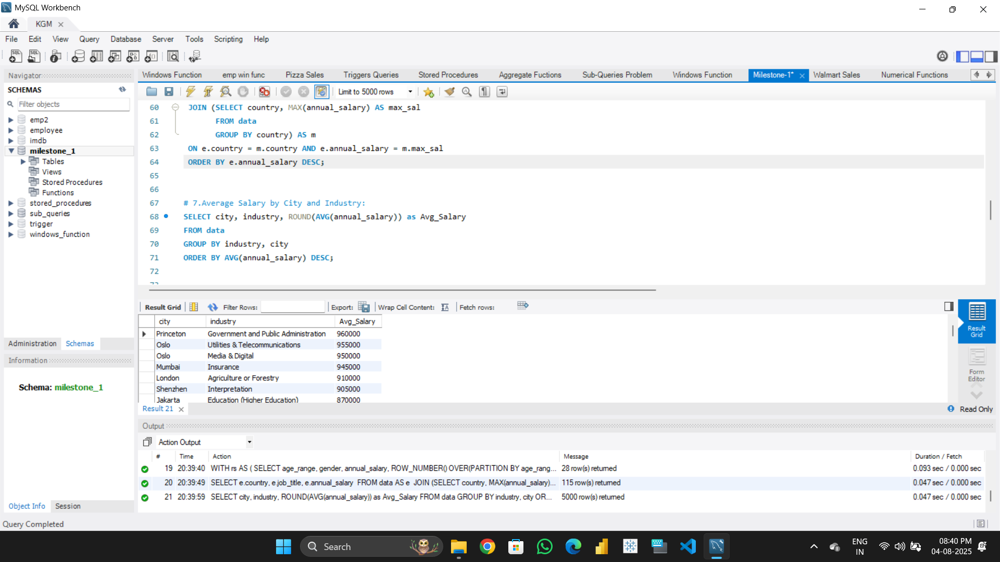 MySQL Workbench
KGM
File Edit View Query Database Server Tools Scripting Help
Navigator
SCHEMAS
Filter objects
emp2
employee
imdb
milestone_1
Tables
Views
Stored Procedures
Functions
stored_procedures
sub_queries
trigger
windows_function
Administration Schemas
Information
Schema: milestone_1
Object Info Session
Windows Function emp win func Pizza Sales Triggers Queries Stored Procedures Aggregate Fuctions Sub-Queries Problem Windows Function Milestone-1* Walmart Sales Numerical Functions
Limit to 5000 rows
60 JOIN (SELECT country, MAX(annual_salary) AS max_sal
61 FROM data
62 GROUP BY country) AS m
63 ON e.country = m.country AND e.annual_salary = m.max_sal
64 ORDER BY e.annual_salary DESC;
65
66
67 # 7.Average Salary by City and Industry:
68 SELECT city, industry, ROUND(AVG(annual_salary)) as Avg_Salary
69 FROM data
70 GROUP BY industry, city
71 ORDER BY AVG(annual_salary) DESC;
72
73
Result Grid Filter Rows: Export: Wrap Cell Content: Fetch rows:
city industry Avg_Salary
Princeton Government and Public Administration 960000
Oslo Utilities & Telecommunications 955000
Oslo Media & Digital 950000
Mumbai Insurance 945000
London Agriculture or Forestry 910000
Shenzhen Interpretation 905000
Jakarta Education (Higher Education) 870000
Result Grid
Form Editor
Result 21
Read Only
Output
Action Output
# Time Action Message Duration / Fetch
19 20:39:40 WITH rs AS ( SELECT age_range, gender, annual_salary, ROW_NUMBER() OVER(PARTITION BY age_rang... 28 row(s) returned 0.093 sec / 0.000 sec
20 20:39:49 SELECT e.country, e.job_title, e.annual_salary FROM data AS e JOIN (SELECT country, MAX(annual_salary)... 115 row(s) returned 0.047 sec / 0.000 sec
21 20:39:59 SELECT city, industry, ROUND(AVG(annual_salary)) as Avg_Salary FROM data GROUP BY industry, city OR... 5000 row(s) returned 0.047 sec / 0.000 sec
Query Completed
Search
ENG
IN
08:40 PM
04-08-2025